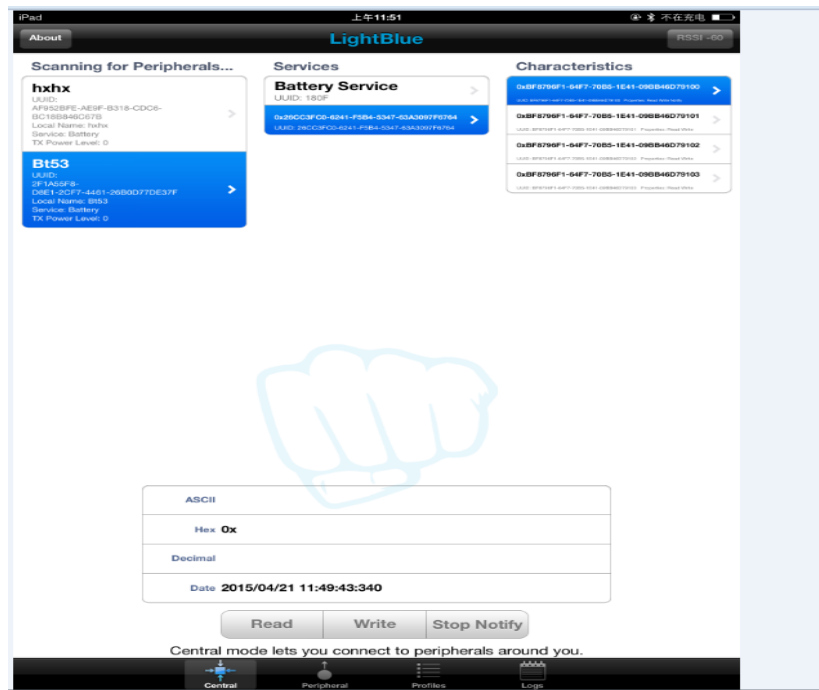 iPad 上午11:51 不在充电
About LightBlue RSSI -60
Scanning for Peripherals...
hxhx
UUID:
AF952BFE-AE9F-B318-CDC6-
BC18B846C67B
Local Name: hxhx
Service: Battery
TX Power Level: 0
Bt53
UUID:
2F1A55F8-
D8E1-2CF7-4461-26B0D77DE37F
Local Name: Bt53
Service: Battery
TX Power Level: 0
Services
Battery Service
UUID: 180F
0x26CC3FC0-6241-F5B4-5347-63A3097F6764
UUID: 26CC3FC0-6241-F5B4-5347-63A3097F6764
Characteristics
0xBF8796F1-64F7-70B5-1E41-09BB46D79100
0xBF8796F1-64F7-70B5-1E41-09BB46D79101
0xBF8796F1-64F7-70B5-1E41-09BB46D79102
0xBF8796F1-64F7-70B5-1E41-09BB46D79103
ASCII
Hex 0x
Decimal
Date 2015/04/21 11:49:43:340
Read Write Stop Notify
Central mode lets you connect to peripherals around you.
Central Peripheral Profiles Logs